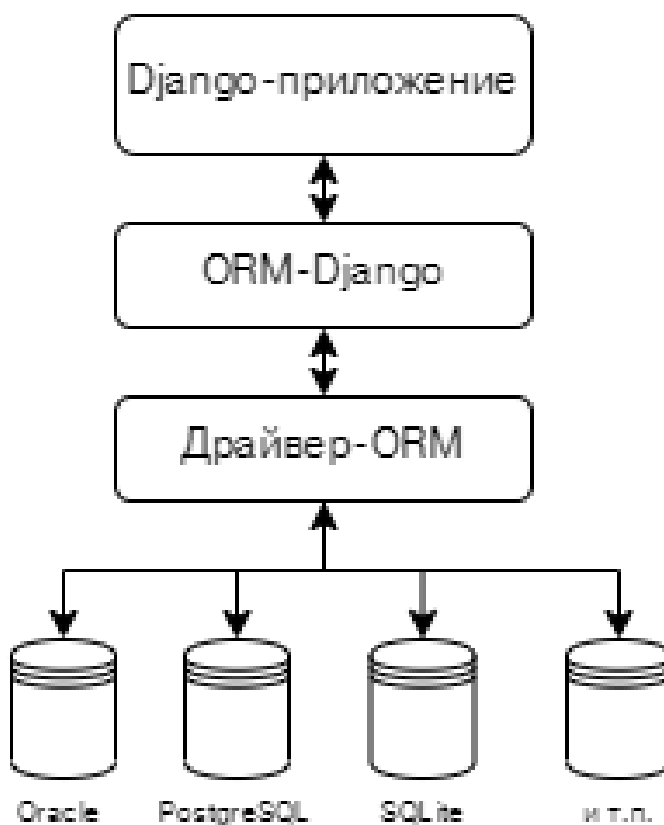 Django-приложение
ORM-Django
Драйвер-ORM
Oracle
PostgreSQL
SQLite
и т.п.